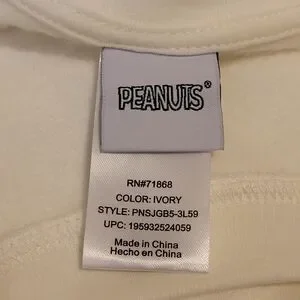 PEANUTS®
RN#71868
COLOR: IVORY
STYLE: PNSJGB5-3L59
UPC: 195932524059
Made in China
Hecho en China